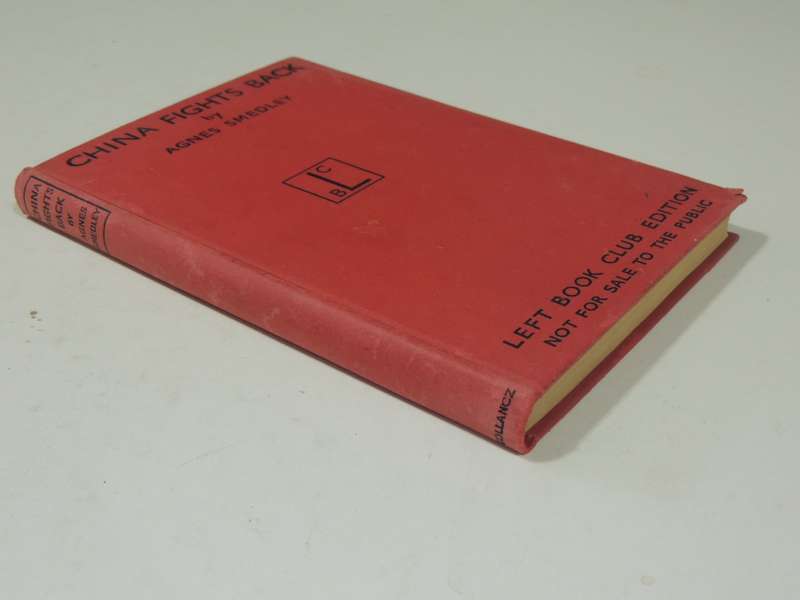 CHINA FIGHTS BACK
by
AGNES SMEDLEY
C
L
B
LEFT BOOK CLUB EDITION
NOT FOR SALE TO THE PUBLIC
CHINA
FIGHTS
BACK
BY
AGNES
SMEDLEY
GOLLANCZ